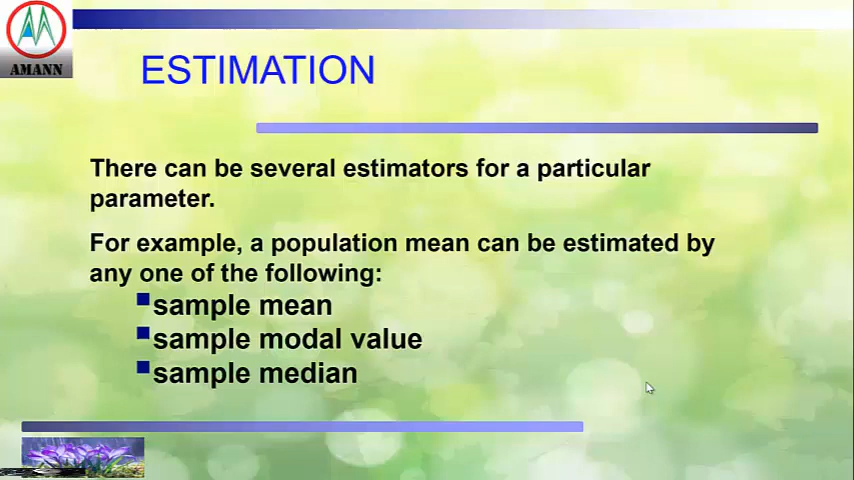 AMANN
ESTIMATION
There can be several estimators for a particular
parameter.
For example, a population mean can be estimated by
any one of the following:
sample mean
sample modal value
sample median